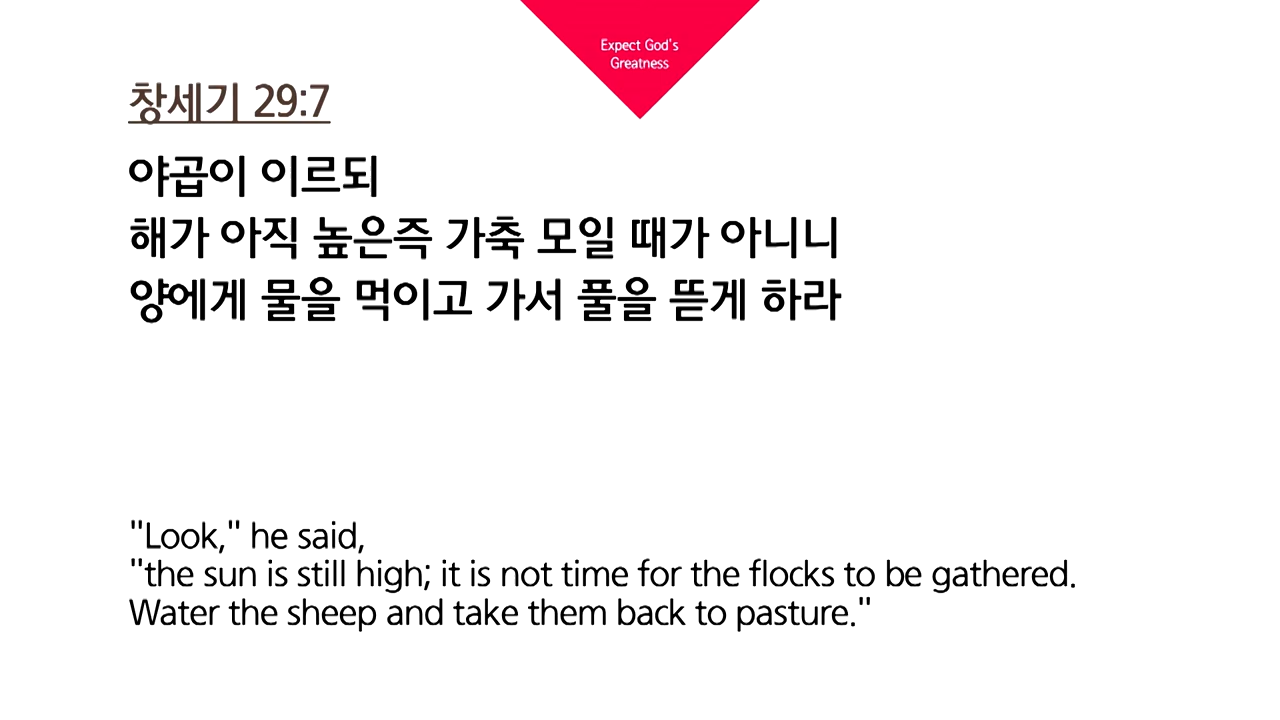 Expect God's
Greatness
창세기 29:7
야곱이 이르되
해가 아직 높은즉 가축 모일 때가 아니니
양에게 물을 먹이고 가서 풀을 뜯게 하라
"Look," he said,
"the sun is still high; it is not time for the flocks to be gathered.
Water the sheep and take them back to pasture."